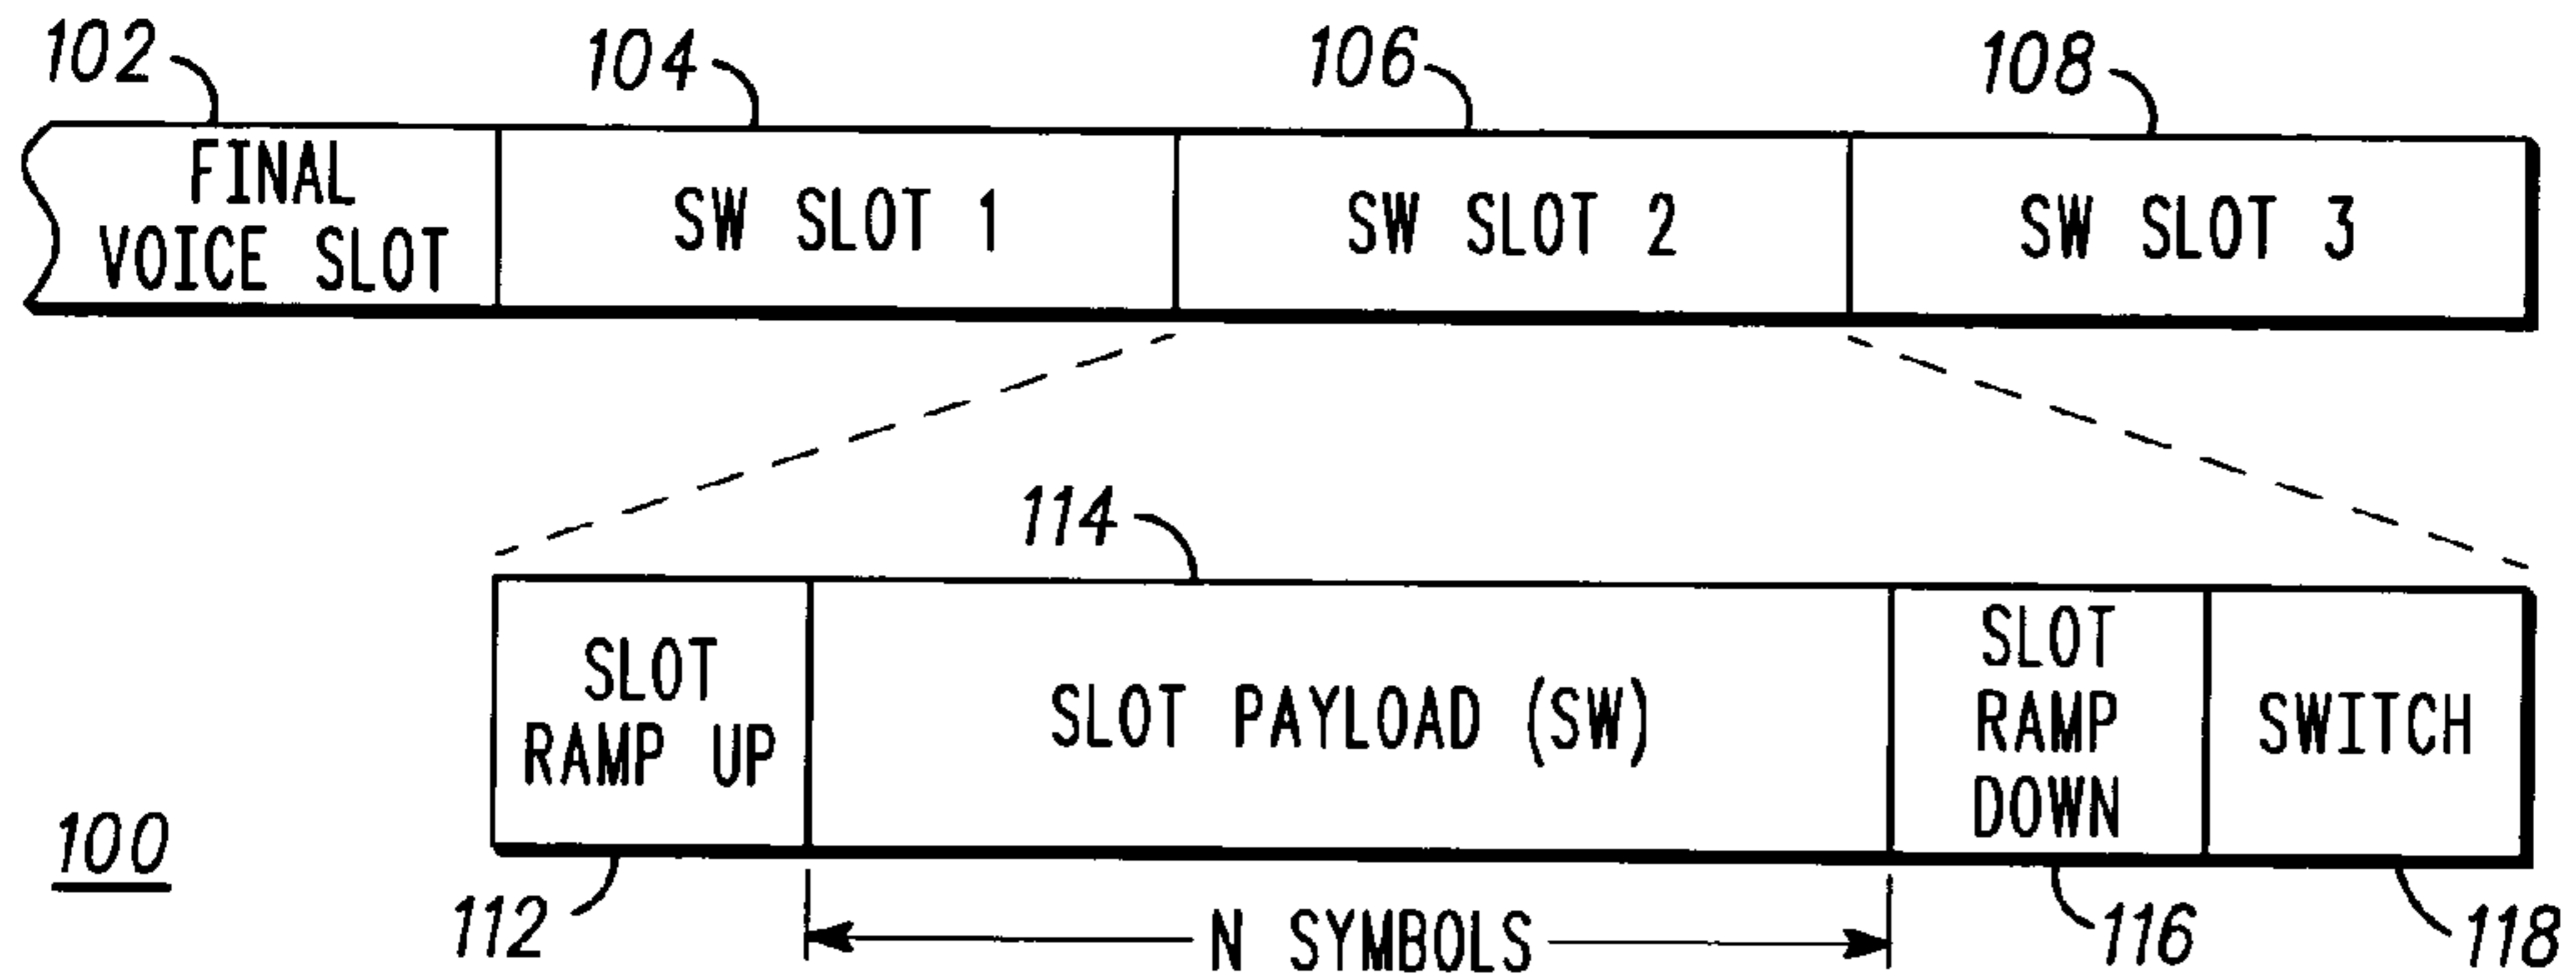 102
104
106
108
FINAL
VOICE SLOT
SW SLOT 1
SW SLOT 2
SW SLOT 3
114
SLOT
RAMP UP
SLOT PAYLOAD (SW)
SLOT
RAMP
DOWN
SWITCH
100
112
N SYMBOLS
116
118